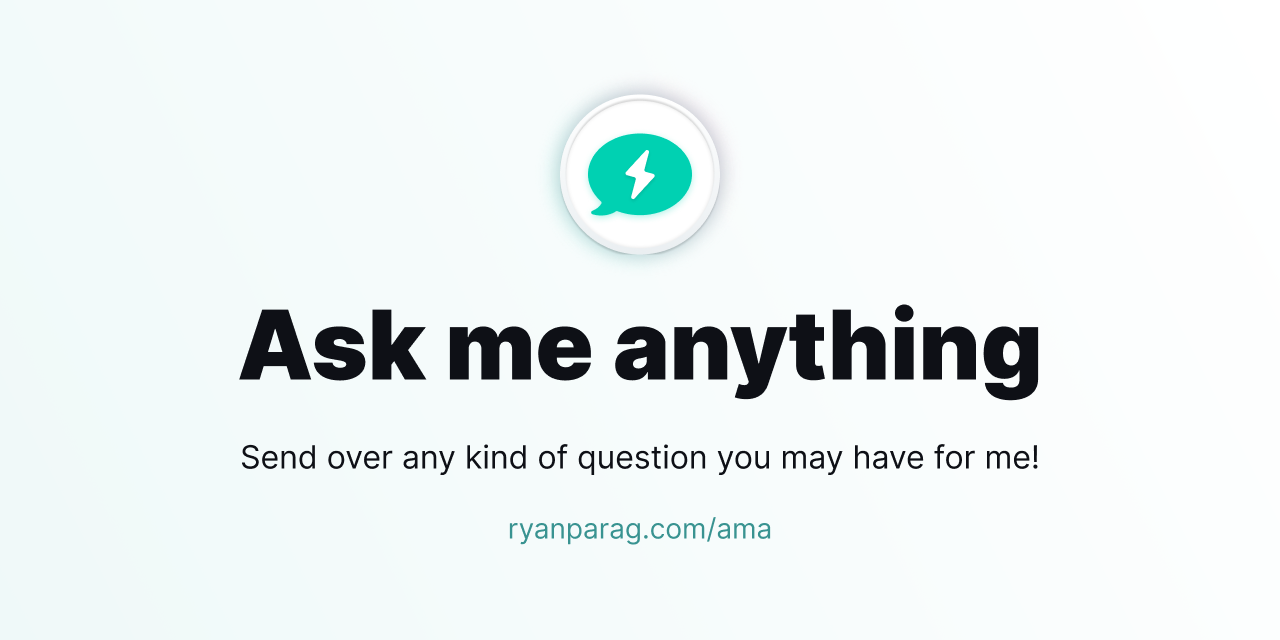 Ask me anything
Send over any kind of question you may have for me!
ryanparag.com/ama